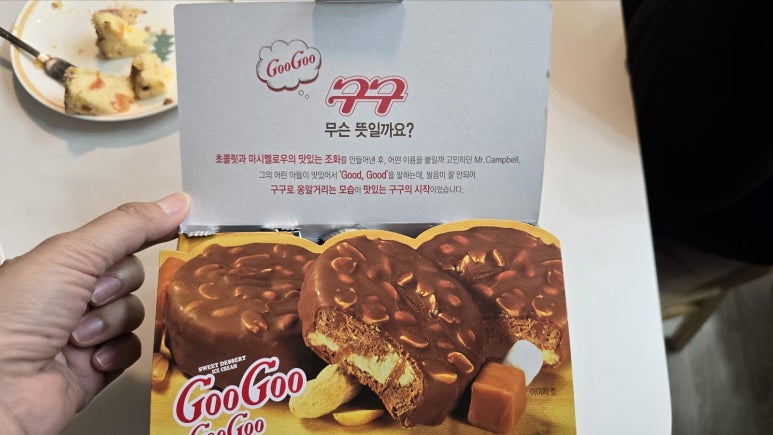 GooGoo
구구
무슨 뜻일까요?
초콜릿과 마시멜로우의 맛있는 조화를 만들어낸 후, 어떤 이름을 붙일까 고민하던 Mr.Campbell.
그의 어린 아들이 맛있어서 'Good, Good'을 말하는데, 발음이 잘 안되어
구구로 옹알거리는 모습이 맛있는 구구의 시작이었습니다.
SWEET DESSERT
ICE CREAM
GooGoo
GooGoo
이미지 컷